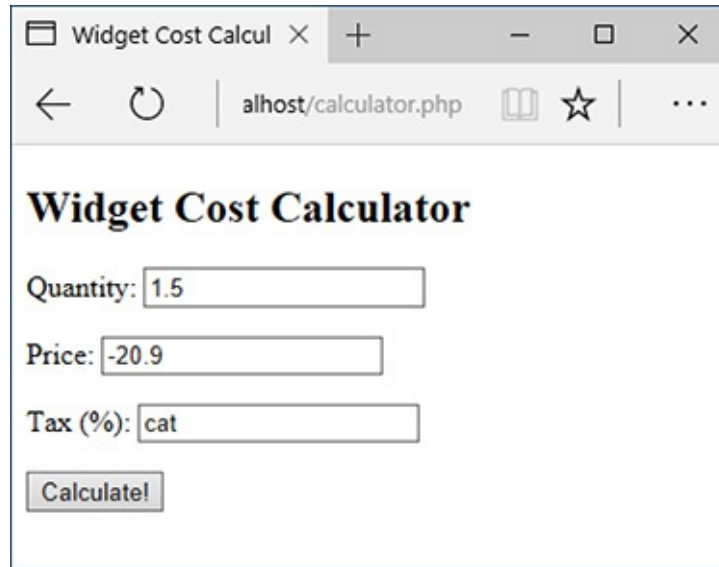 Widget Cost Calcul
alhost/calculator.php
Widget Cost Calculator
Quantity: 1.5
Price: -20.9
Tax (%): cat
Calculate!